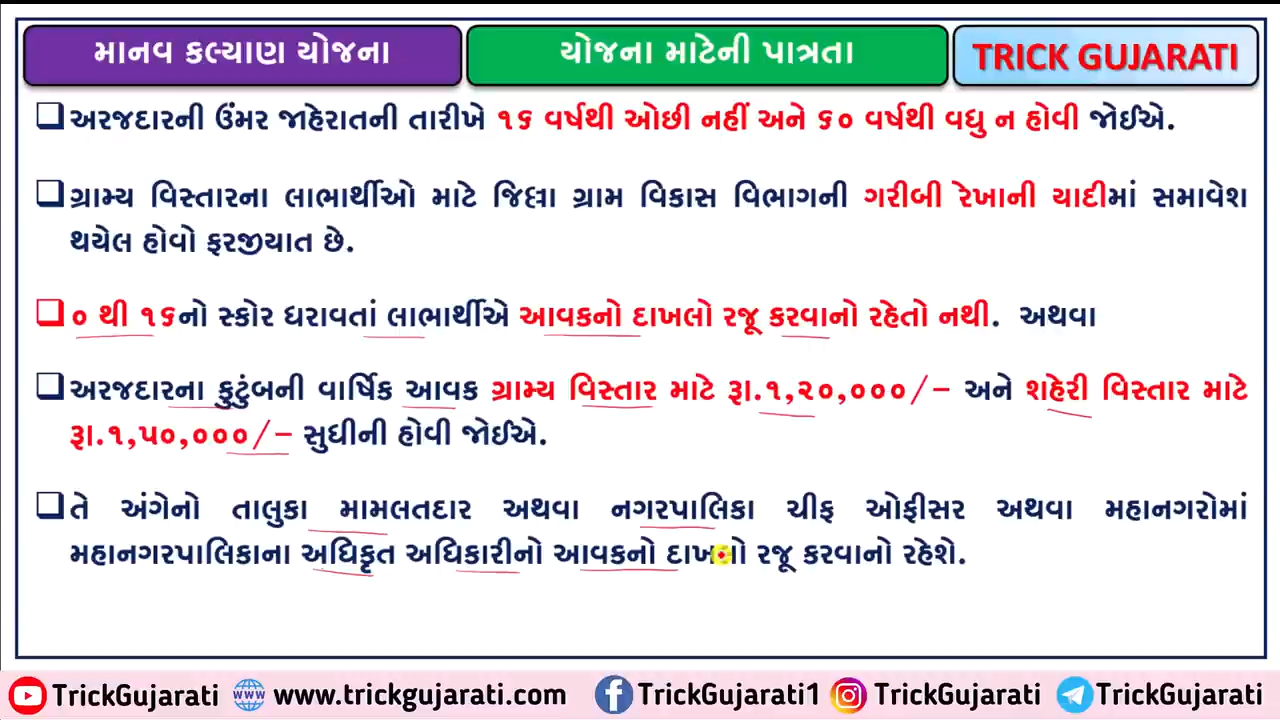 માનવ કલ્યાણ યોજના
યોજના માટેની પાત્રતા
TRICK GUJARATI
અરજદારની ઉંમર જાહેરાતની તારીખે ૧૬ વર્ષથી ઓછી નહીં અને ૬૦ વર્ષથી વધુ ન હોવી જોઈએ.
ગ્રામ્ય વિસ્તારના લાભાર્થીઓ માટે જિલ્લા ગ્રામ વિકાસ વિભાગની ગરીબી રેખાની યાદીમાં સમાવેશ
થયેલ હોવો ફરજીયાત છે.
૦ થી ૧૬નો સ્કોર ધરાવતાં લાભાર્થીએ આવકનો દાખલો રજૂ કરવાનો રહેતો નથી. અથવા
અરજદારના કુટુંબની વાર્ષિક આવક ગ્રામ્ય વિસ્તાર માટે રૂા.૧,૨૦,૦૦૦/- અને શહેરી વિસ્તાર માટે
રૂા.૧,૫૦,૦૦૦/- સુધીની હોવી જોઈએ.
તે અંગેનો તાલુકા મામલતદાર અથવા નગરપાલિકા ચીફ ઓફીસર અથવા મહાનગરોમાં
મહાનગરપાલિકાના અધિકૃત અધિકારીનો આવકનો દાખલો રજૂ કરવાનો રહેશે.
TrickGujarati www.trickgujarati.com TrickGujarati1 TrickGujarati TrickGujarati